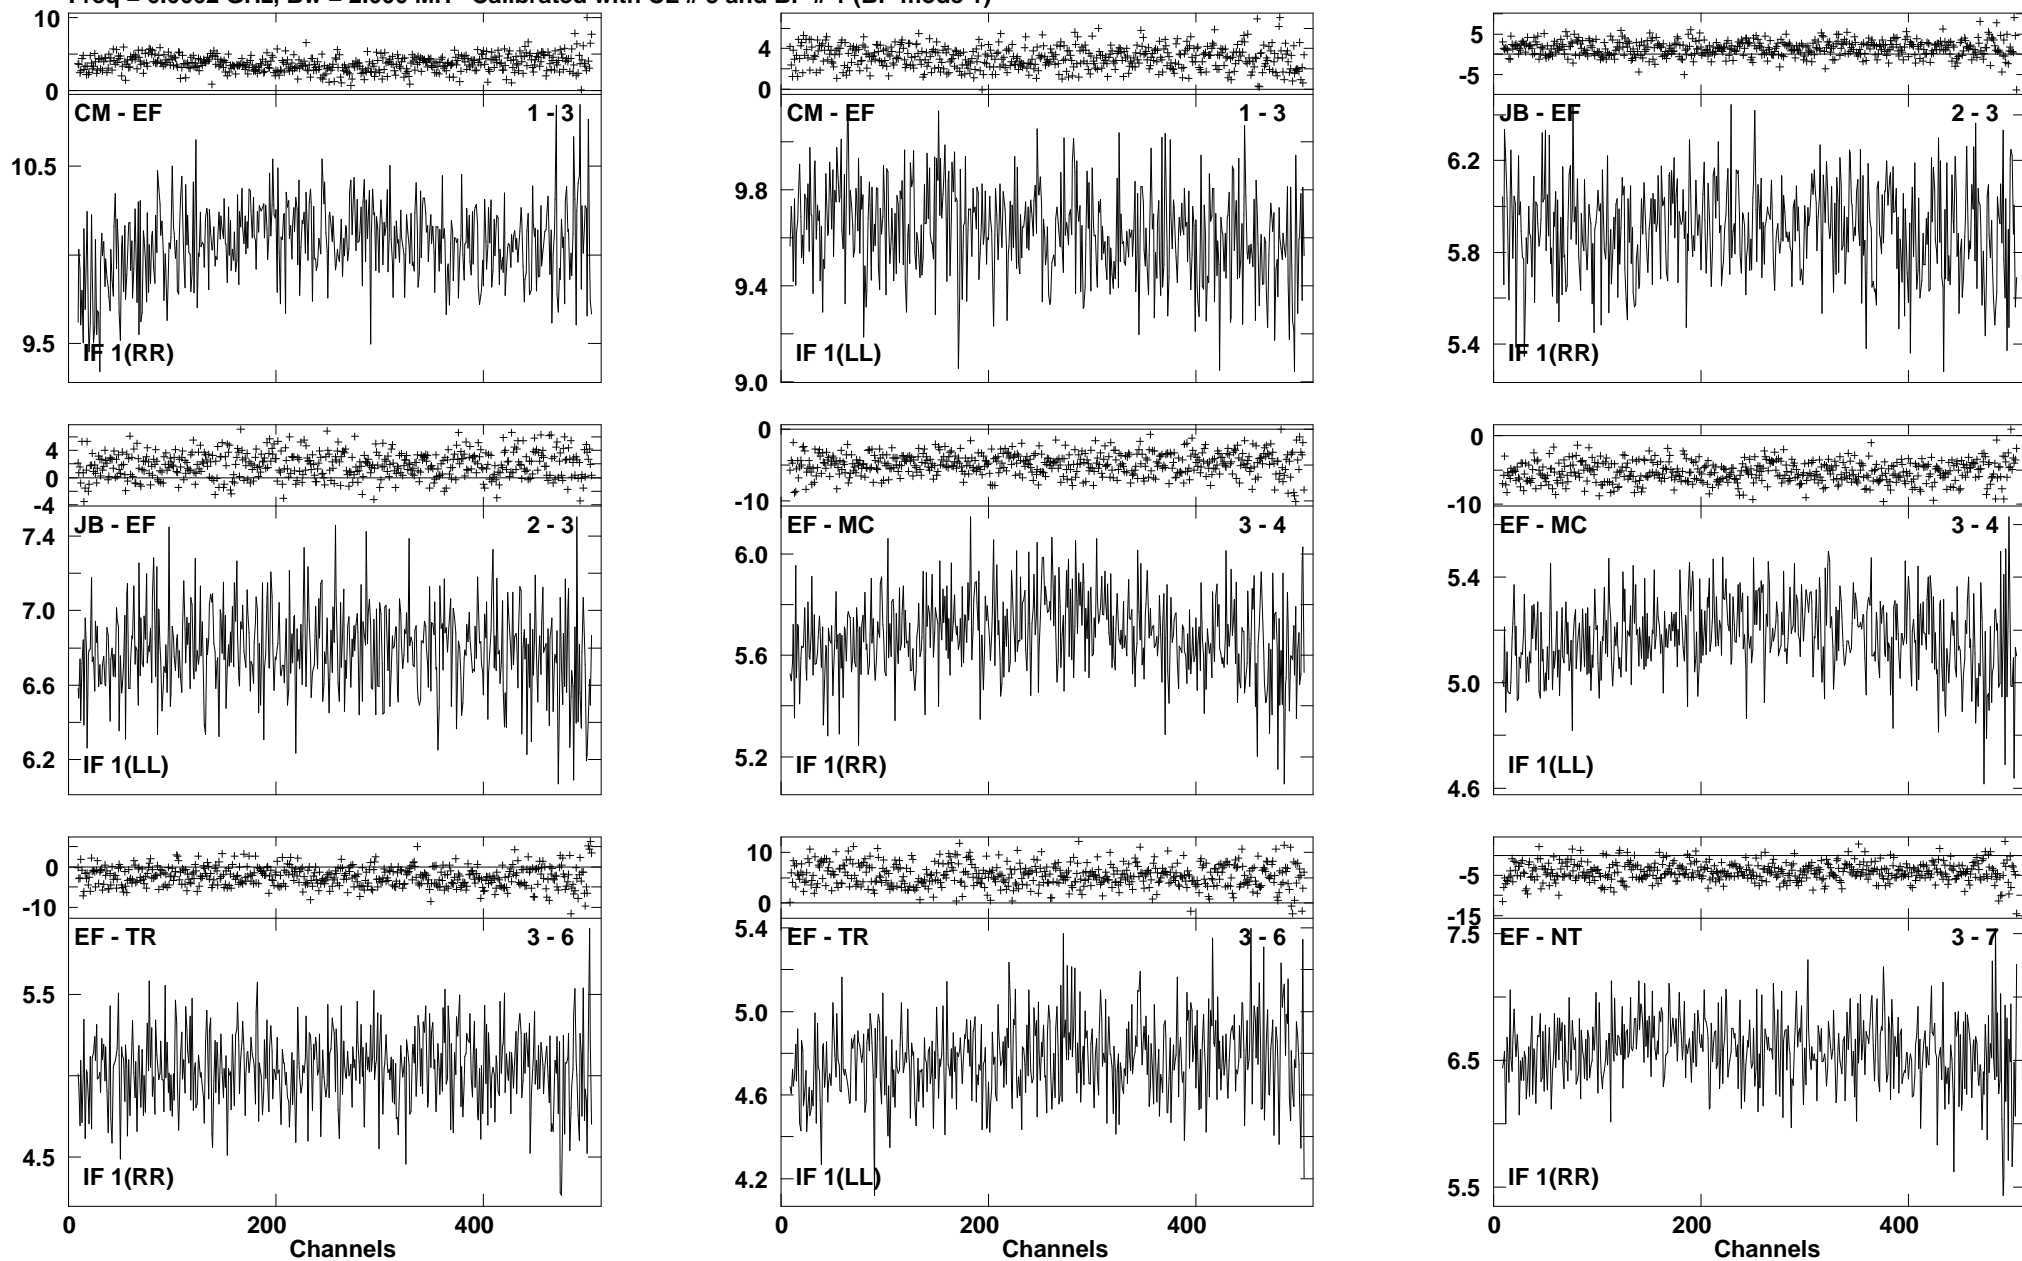 10
0
CM - EF 1 - 3
10.5
9.5
IF 1(RR)
4
0
CM - EF 1 - 3
9.8
9.4
9.0
IF 1(LL)
5
-5
JB - EF 2 - 3
6.2
5.8
5.4
IF 1(RR)
4
0
-4
JB - EF 2 - 3
7.4
7.0
6.6
6.2
IF 1(LL)
0
-10
EF - MC 3 - 4
6.0
5.6
5.2
IF 1(RR)
0
-10
EF - MC 3 - 4
5.4
5.0
4.6
IF 1(LL)
0
-10
EF - TR 3 - 6
5.5
4.5
IF 1(RR)
0 200 400
Channels
10
0
EF - TR 3 - 6
5.4
5.0
4.6
4.2
IF 1(LL)
0 200 400
Channels
-5
-15
EF - NT 3 - 7
7.5
6.5
5.5
IF 1(RR)
0 200 400
Channels